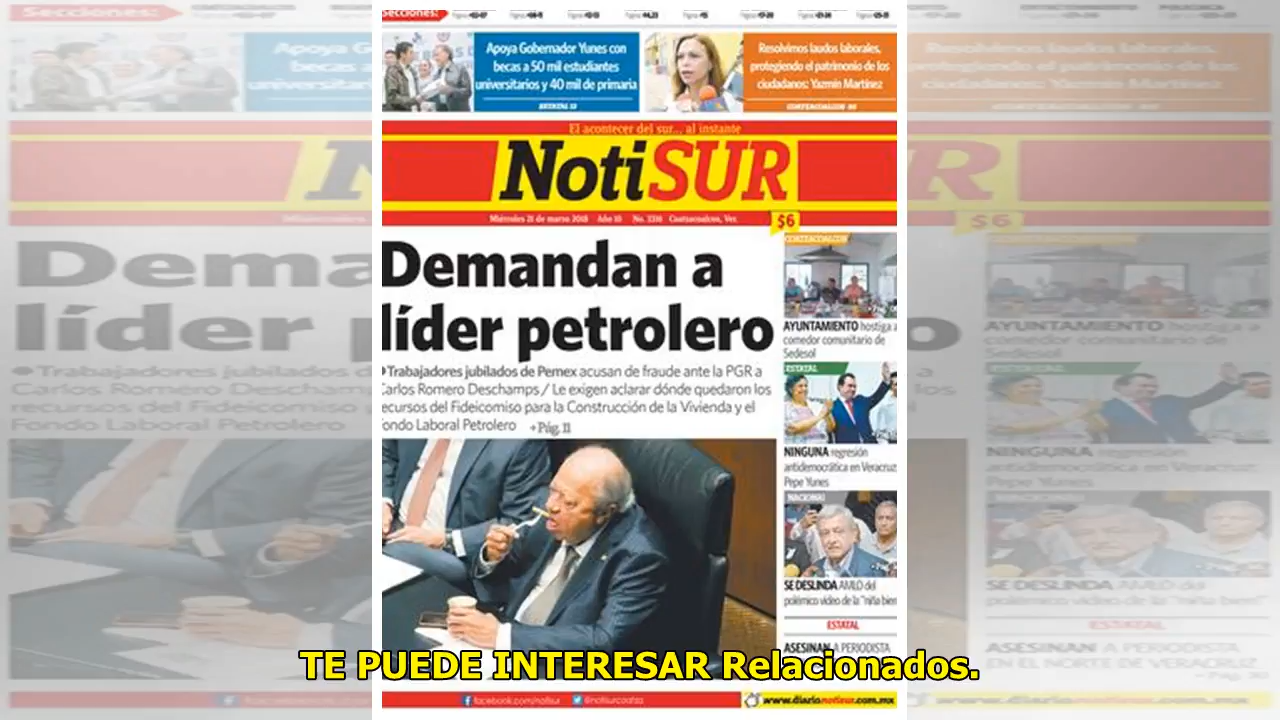 Secciones:
Apoya Gobernador Yunes con
becas a 50 mil estudiantes
universitarios y 40 mil de primaria
ESTATAL 13
Resolvimos laudos laborales,
protegiendo el patrimonio de los
ciudadanos: Yazmín Martínez
El acontecer del sur... al instante
NotiSUR
Miércoles 21 de marzo 2018 Año 10 Coatzacoalcos, Ver.
$6
Demandan a
líder petrolero
Trabajadores jubilados de Pemex acusan de fraude ante la PGR a
Carlos Romero Deschamps / Le exigen aclarar dónde quedaron los
ecursos del Fideicomiso para la Construcción de la Vivienda y el
Fondo Laboral Petrolero
Pág. 11
AYUNTAMIENTO hostiga a
comedor comunitario de
Sedesol
ESTATAL
NINGUNA regresión
antidemocrática en Veracruz
Pepe Yunes
NACIONAL
SE DESLINDA AMLO del
polémico video de la "niña bien
ESTATAL
ASESINAN A PERIODISTA
TE PUEDE INTERESAR Relacionados.
facebook.com/notisur
@notisurcoatza
www.diarionotisur.com.mx